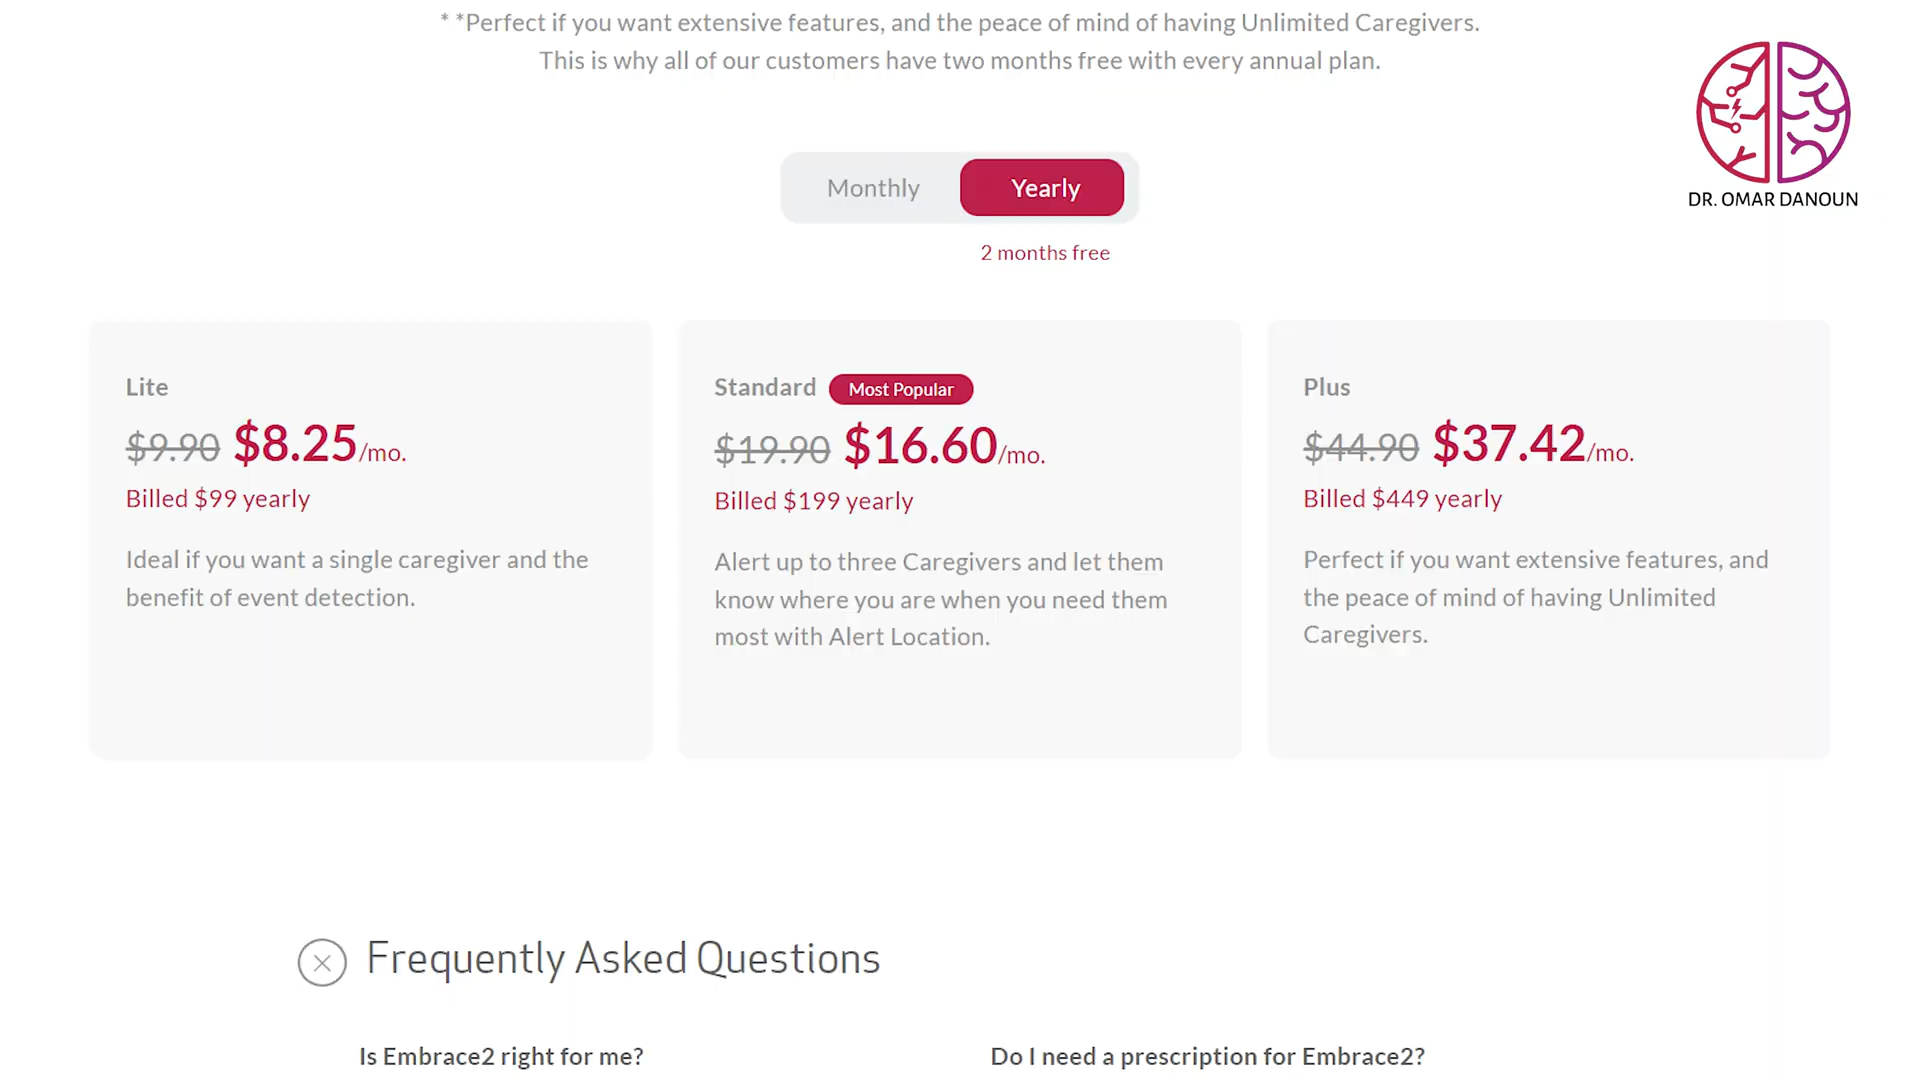 * *Perfect if you want extensive features, and the peace of mind of having Unlimited Caregivers.
This is why all of our customers have two months free with every annual plan.
DR. OMAR DANOUN
Monthly
Yearly
2 months free
Lite
$9.90 $8.25/mo.
Billed $99 yearly
Ideal if you want a single caregiver and the
benefit of event detection.
Standard Most Popular
$19.90 $16.60/mo.
Billed $199 yearly
Alert up to three Caregivers and let them
know where you are when you need them
most with Alert Location.
Plus
$44.90 $37.42/mo.
Billed $449 yearly
Perfect if you want extensive features, and
the peace of mind of having Unlimited
Caregivers.
Frequently Asked Questions
Is Embrace2 right for me?
Do I need a prescription for Embrace2?